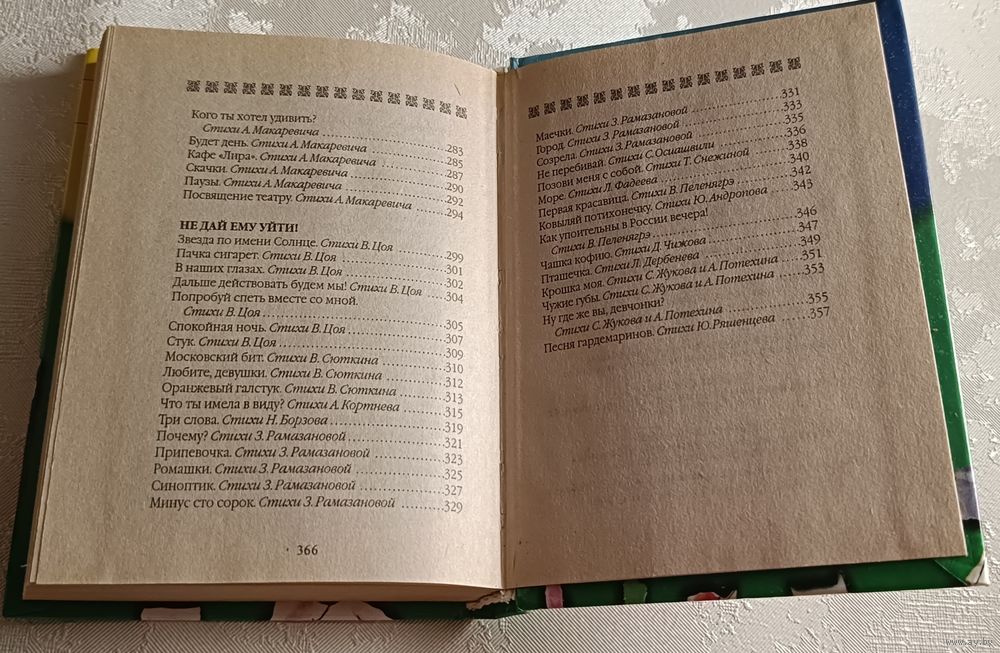 Кого ты хотел удивить?
Стихи А. Макаревича ..... 283
Будет день. Стихи А. Макаревича ..... 285
Кафе «Лира». Стихи А. Макаревича ..... 287
Скачки. Стихи А. Макаревича ..... 290
Паузы. Стихи А. Макаревича ..... 292
Посвящение театру. Стихи А. Макаревича ..... 294
НЕ ДАЙ ЕМУ УЙТИ!
Звезда по имени Солнце. Стихи В. Цоя ..... 299
Пачка сигарет. Стихи В. Цоя ..... 301
В наших глазах. Стихи В. Цоя ..... 302
Дальше действовать будем мы! Стихи В. Цоя ..... 304
Попробуй спеть вместе со мной.
Стихи В. Цоя ..... 305
Спокойная ночь. Стихи В. Цоя ..... 307
Стук. Стихи В. Цоя ..... 309
Московский бит. Стихи В. Сюткина ..... 310
Любите, девушки. Стихи В. Сюткина ..... 312
Оранжевый галстук. Стихи В. Сюткина ..... 313
Что ты имела в виду? Стихи А. Кортнева ..... 315
Три слова. Стихи Н. Борзова ..... 319
Почему? Стихи З. Рамазановой ..... 321
Припевочка. Стихи З. Рамазановой ..... 323
Ромашки. Стихи З. Рамазановой ..... 325
Синоптик. Стихи З. Рамазановой ..... 327
Минус сто сорок. Стихи З. Рамазановой ..... 329
366
Маечки. Стихи З. Рамазановой ..... 331
Город. Стихи З. Рамазановой ..... 333
Созрела. Стихи З. Рамазановой ..... 335
Не перебивай. Стихи С. Осиашвили ..... 336
Позови меня с собой. Стихи Т. Снежиной ..... 338
Море. Стихи Л. Фадеева ..... 340
Первая красавица. Стихи В. Пеленягрэ ..... 342
Ковыляй потихонечку. Стихи Ю. Андропова ..... 343
Как упоительны в России вечера!
Стихи В. Пеленягрэ ..... 346
Чашка кофию. Стихи Д. Чижова ..... 347
Пташечка. Стихи Л. Дербенева ..... 349
Крошка моя. Стихи С. Жукова и А. Потехина ..... 351
Чужие губы. Стихи С. Жукова и А. Потехина ..... 353
Ну где же вы, девчонки?
Стихи С. Жукова и А. Потехина ..... 355
Песня гардемаринов. Стихи Ю. Ряшенцева ..... 357